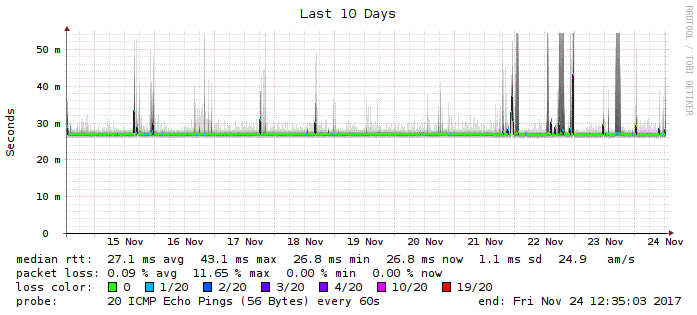 Last 10 Days
RRDTOOL / TOBI OETIKER
50 m
40 m
30 m
20 m
10 m
0
Seconds
15 Nov 16 Nov 17 Nov 18 Nov 19 Nov 20 Nov 21 Nov 22 Nov 23 Nov 24 Nov
median rtt: 27.1 ms avg 43.1 ms max 26.8 ms min 26.8 ms now 1.1 ms sd 24.9 am/s
packet loss: 0.09 % avg 11.65 % max 0.00 % min 0.00 % now
loss color: 0 1/20 2/20 3/20 4/20 10/20 19/20
probe: 20 ICMP Echo Pings (56 Bytes) every 60s end: Fri Nov 24 12:35:03 2017